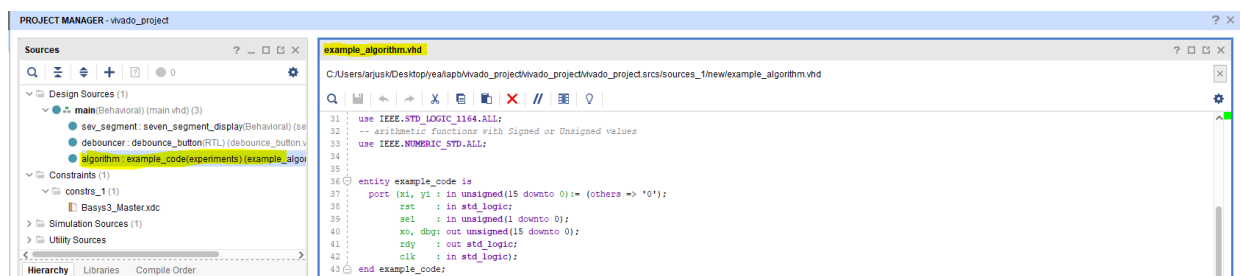 PROJECT MANAGER - vivado_project
Sources
0
Design Sources (1)
main(Behavioral) (main.vhd) (3)
sev_segment : seven_segment_display(Behavioral) (se
debouncer : debounce_button(RTL) (debounce_button.v
algorithm : example_code(experiments) (example_algor
Constraints (1)
constrs_1 (1)
Basys3_Master.xdc
Simulation Sources (1)
Utility Sources
Hierarchy Libraries Compile Order
example_algorithm.vhd
C:/Users/arjusk/Desktop/yea/iapb/vivado_project/vivado_project/vivado_project.srcs/sources_1/new/example_algorithm.vhd
31 use IEEE.STD_LOGIC_1164.ALL;
32 -- arithmetic functions with Signed or Unsigned values
33 use IEEE.NUMERIC_STD.ALL;
34
35
36 entity example_code is
37 port (xi, yi : in unsigned(15 downto 0):= (others => '0');
38 rst : in std_logic;
39 sel : in unsigned(1 downto 0);
40 xo, dbg: out unsigned(15 downto 0);
41 rdy : out std_logic;
42 clk : in std_logic);
43 end example_code;